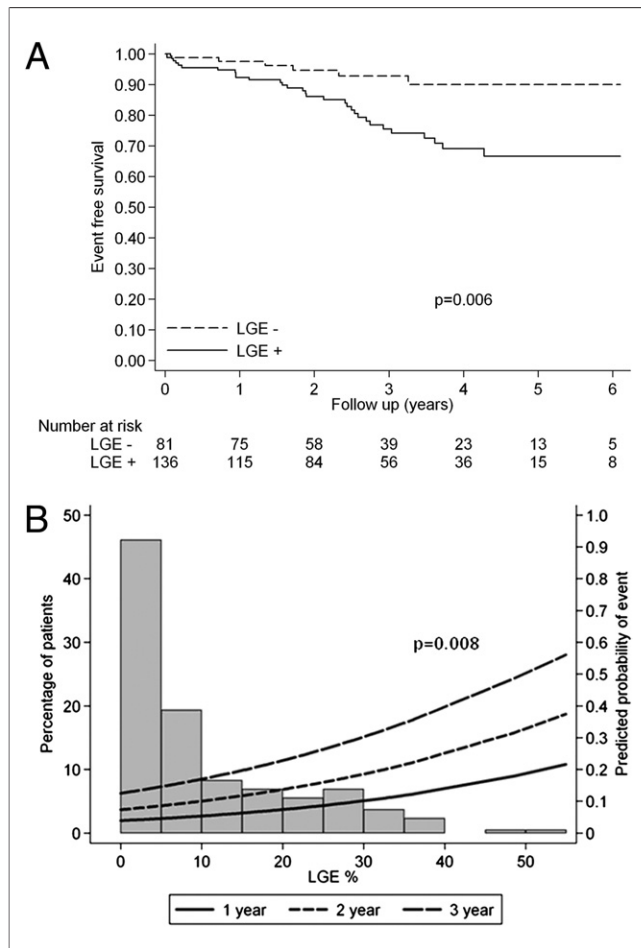 A
1.00
0.90
0.80
0.70
0.60
0.50
0.40
0.30
0.20
0.10
0.00
Event free survival
p=0.006
LGE -
LGE +
0 1 2 3 4 5 6
Follow up (years)
Number at risk
LGE - 81 75 58 39 23 13 5
LGE + 136 115 84 56 36 15 8
B
50
40
30
20
10
0
Percentage of patients
p=0.008
1.0
0.9
0.8
0.7
0.6
0.5
0.4
0.3
0.2
0.1
0
Predicted probability of event
0 10 20 30 40 50
LGE %
1 year 2 year 3 year